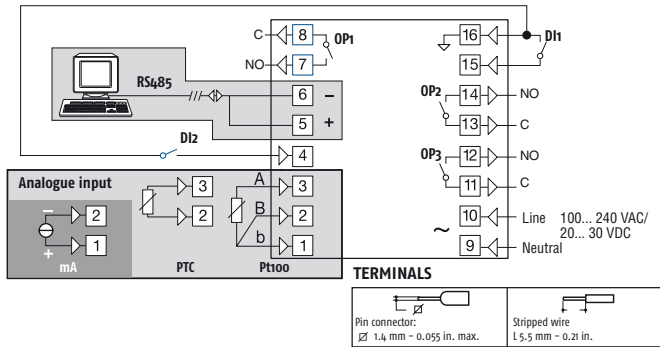 C 8 OP1 16 DI1
NO 7 15
RS485 6 – OP2 14 NO
5 + 13 C
DI2 4 OP3 12 NO
Analogue input 3 A 3 11 C
– 2 2 B 2 10 Line 100... 240 VAC/
20... 30 VDC
+ 1 b 1 ~ 9 Neutral
mA PTC Pt100
TERMINALS
Pin connector:
⌀ 1.4 mm - 0.055 in. max.
Stripped wire
L 5.5 mm - 0.21 in.